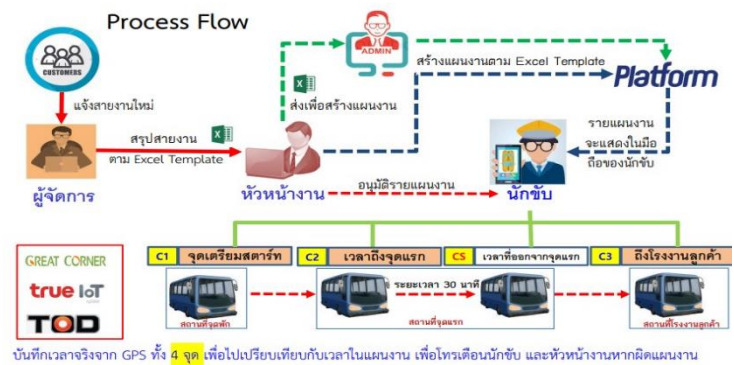 Process Flow
CUSTOMERS
ADMIN
แจ้งสายงานใหม่
ส่งเพื่อสร้างแผนงาน
สร้างแผนงานตาม Excel Template
Platform
สรุปสายงาน
ตาม Excel Template
รายแผนงาน
จะแสดงในมือ
ถือของนักขับ
อนุมัติรายแผนงาน
ผู้จัดการ
หัวหน้างาน
นักขับ
C1 จุดเตรียมสตาร์ท
C2 เวลาถึงจุดแรก
CS เวลาที่ออกจากจุดแรก
C3 ถึงโรงงานลูกค้า
GREAT CORNER
true IoT
TOD
ระยะเวลา 30 นาที
สถานที่จุดพัก
สถานที่จุดแรก
สถานที่โรงงานลูกค้า
บันทึกเวลาจริงจาก GPS ทั้ง 4 จุด เพื่อไปเปรียบเทียบกับเวลาในแผนงาน เพื่อโทรเตือนนักขับ และหัวหน้างานหากผิดแผนงาน